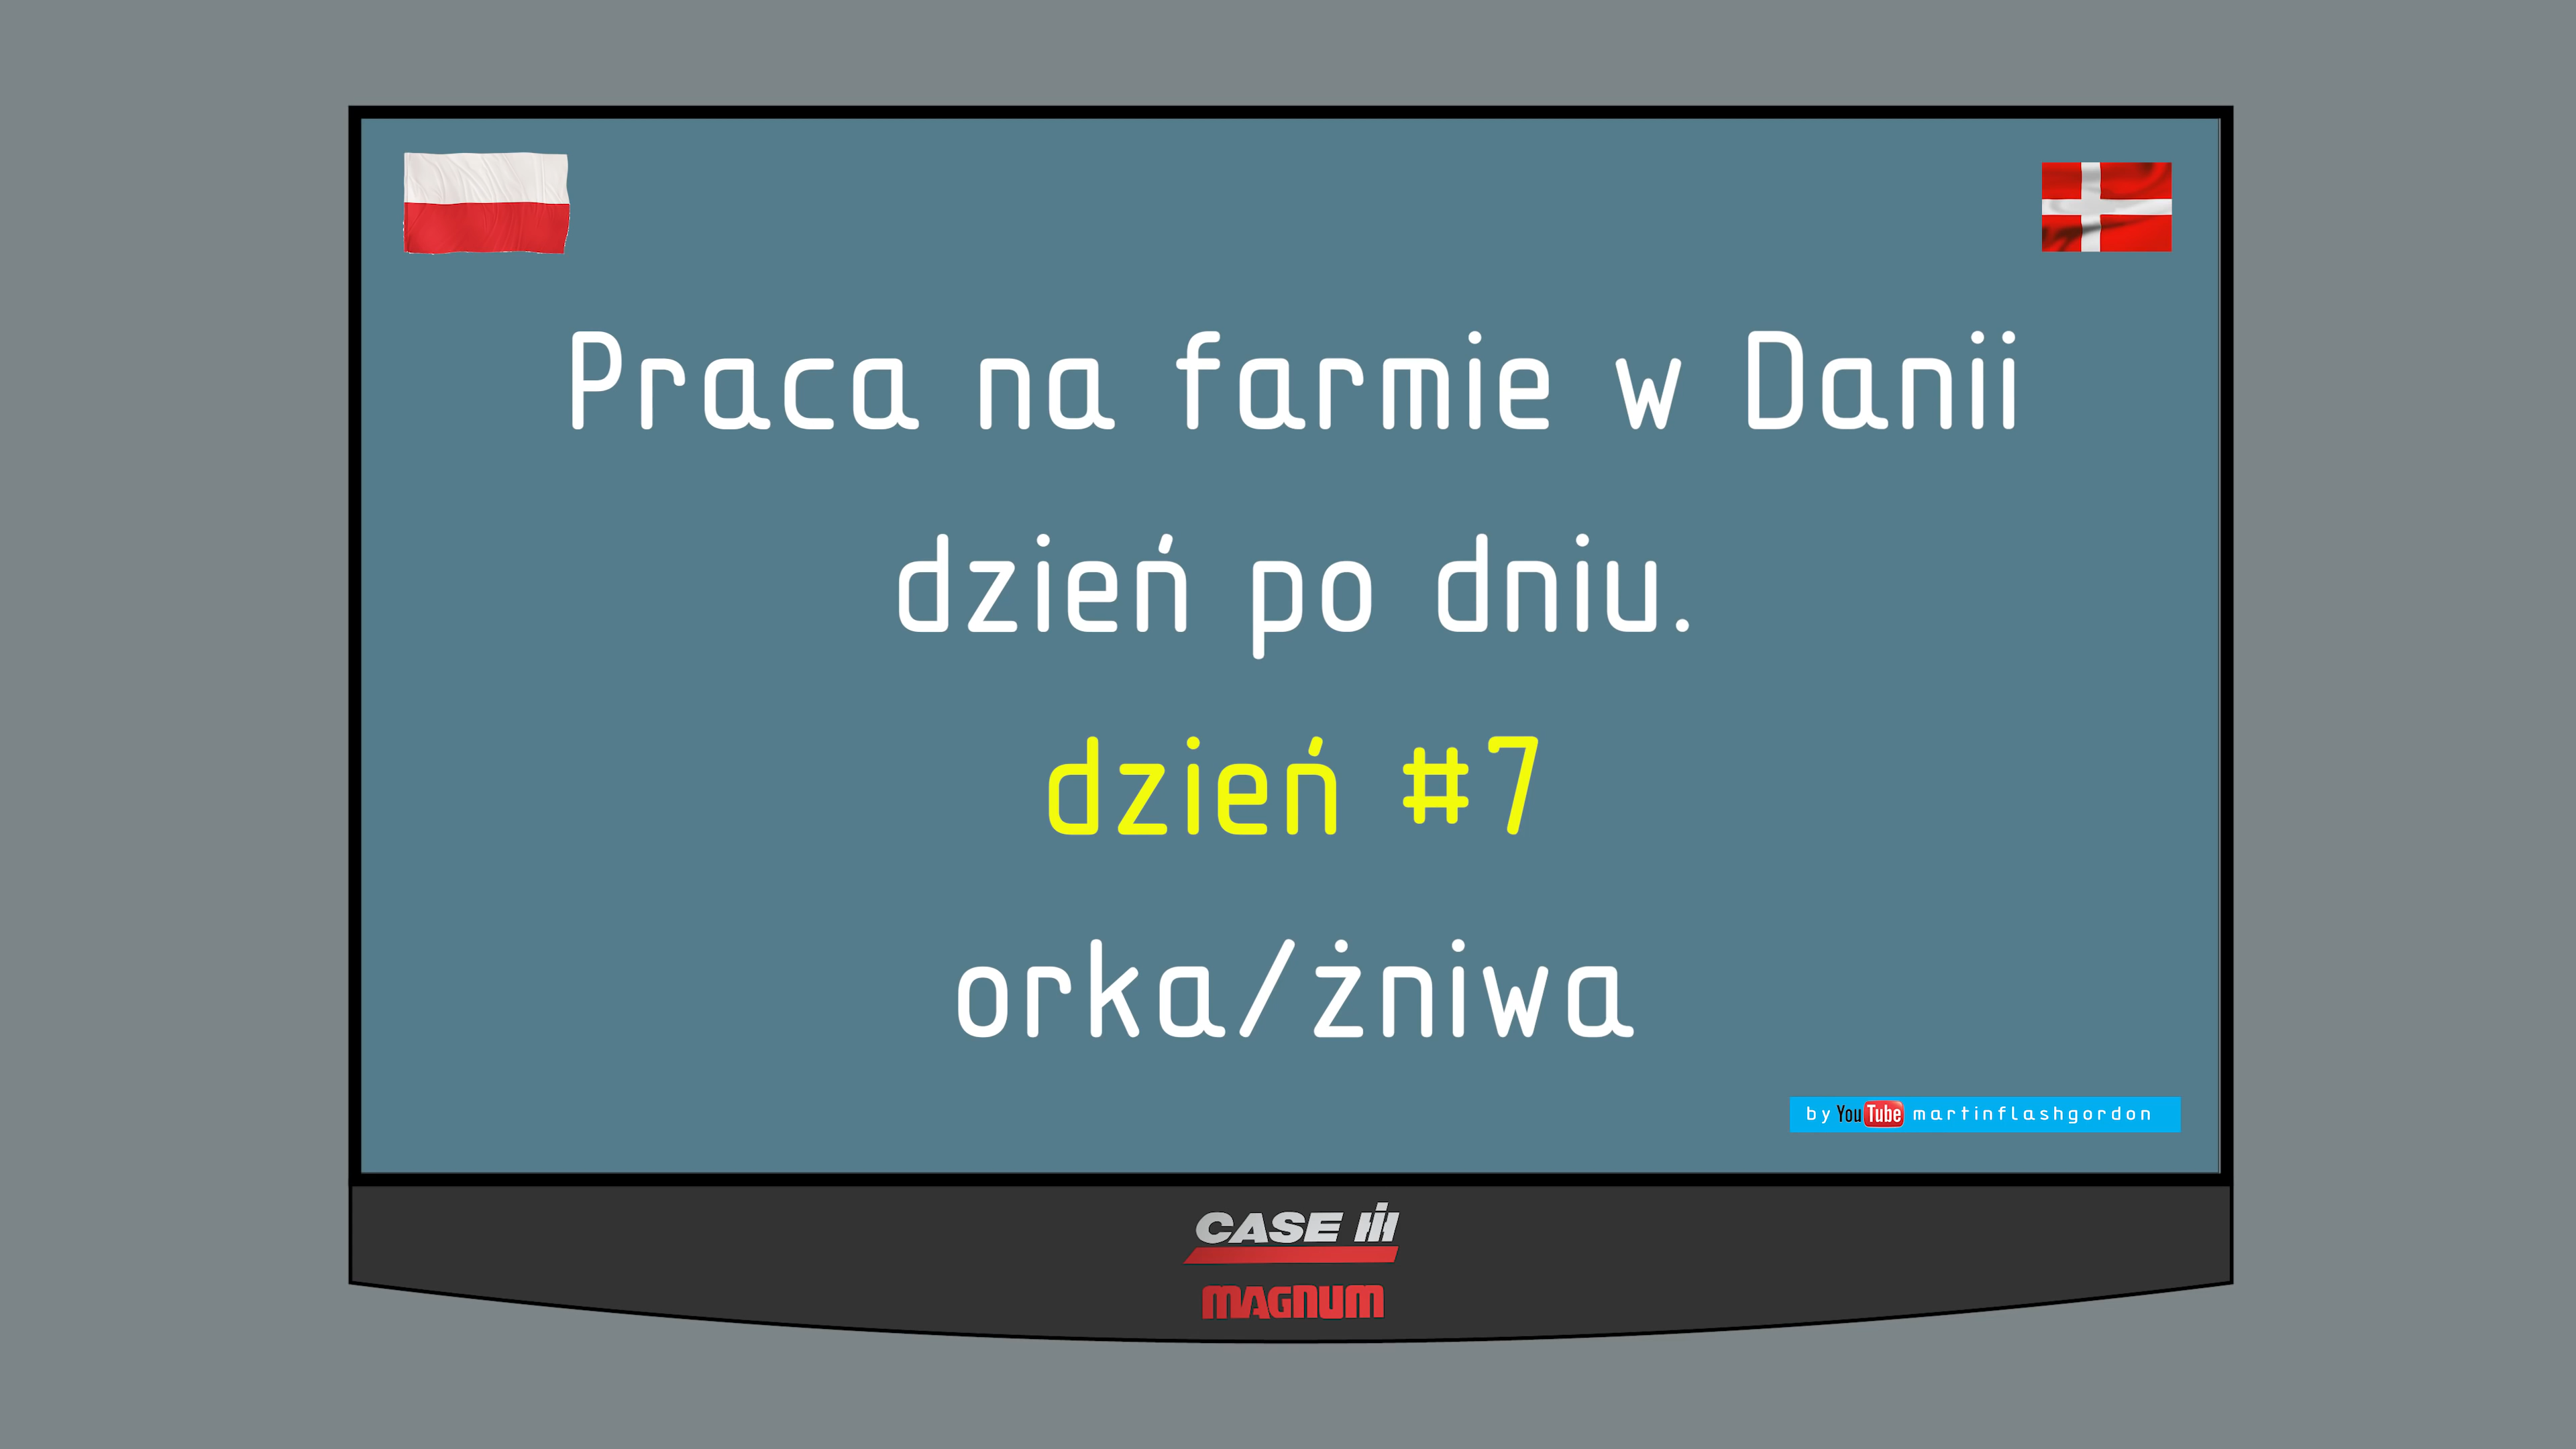 Praca na farmie w Danii
dzień po dniu.
dzień #7
orka/żniwa
by YouTube martinflashgordon
CASE IH
MAGNUM